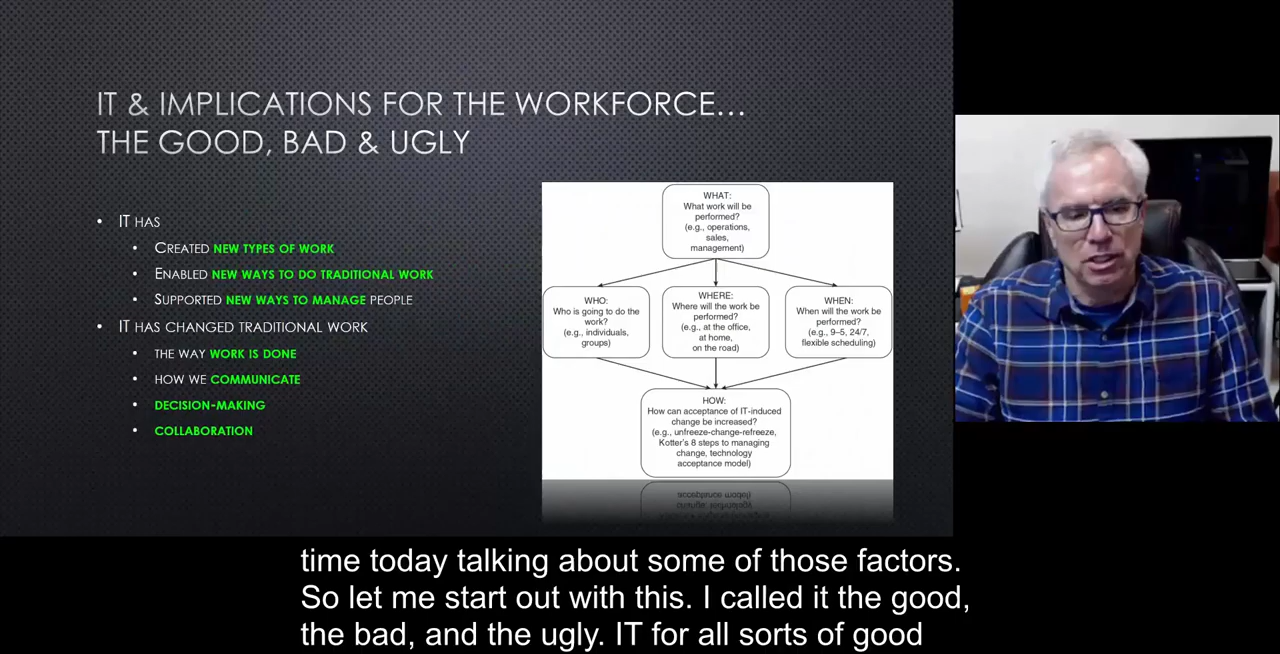 IT & IMPLICATIONS FOR THE WORKFORCE...
THE GOOD, BAD & UGLY
• IT HAS
• CREATED NEW TYPES OF WORK
• ENABLED NEW WAYS TO DO TRADITIONAL WORK
• SUPPORTED NEW WAYS TO MANAGE PEOPLE
• IT HAS CHANGED TRADITIONAL WORK
• THE WAY WORK IS DONE
• HOW WE COMMUNICATE
• DECISION-MAKING
• COLLABORATION
WHAT:
What work will be
performed?
(e.g., operations,
sales,
management)
WHO:
Who is going to do the
work?
(e.g., individuals,
groups)
WHERE:
Where will the work be
performed?
(e.g., at the office,
at home,
on the road)
WHEN:
When will the work be
performed?
(e.g., 9–5, 24/7,
flexible scheduling)
HOW:
How can acceptance of IT-induced
change be increased?
(e.g., unfreeze-change-refreeze,
Kotter's 8 steps to managing
change, technology
acceptance model)
time today talking about some of those factors.
So let me start out with this. I called it the good,
the bad, and the ugly. IT for all sorts of good